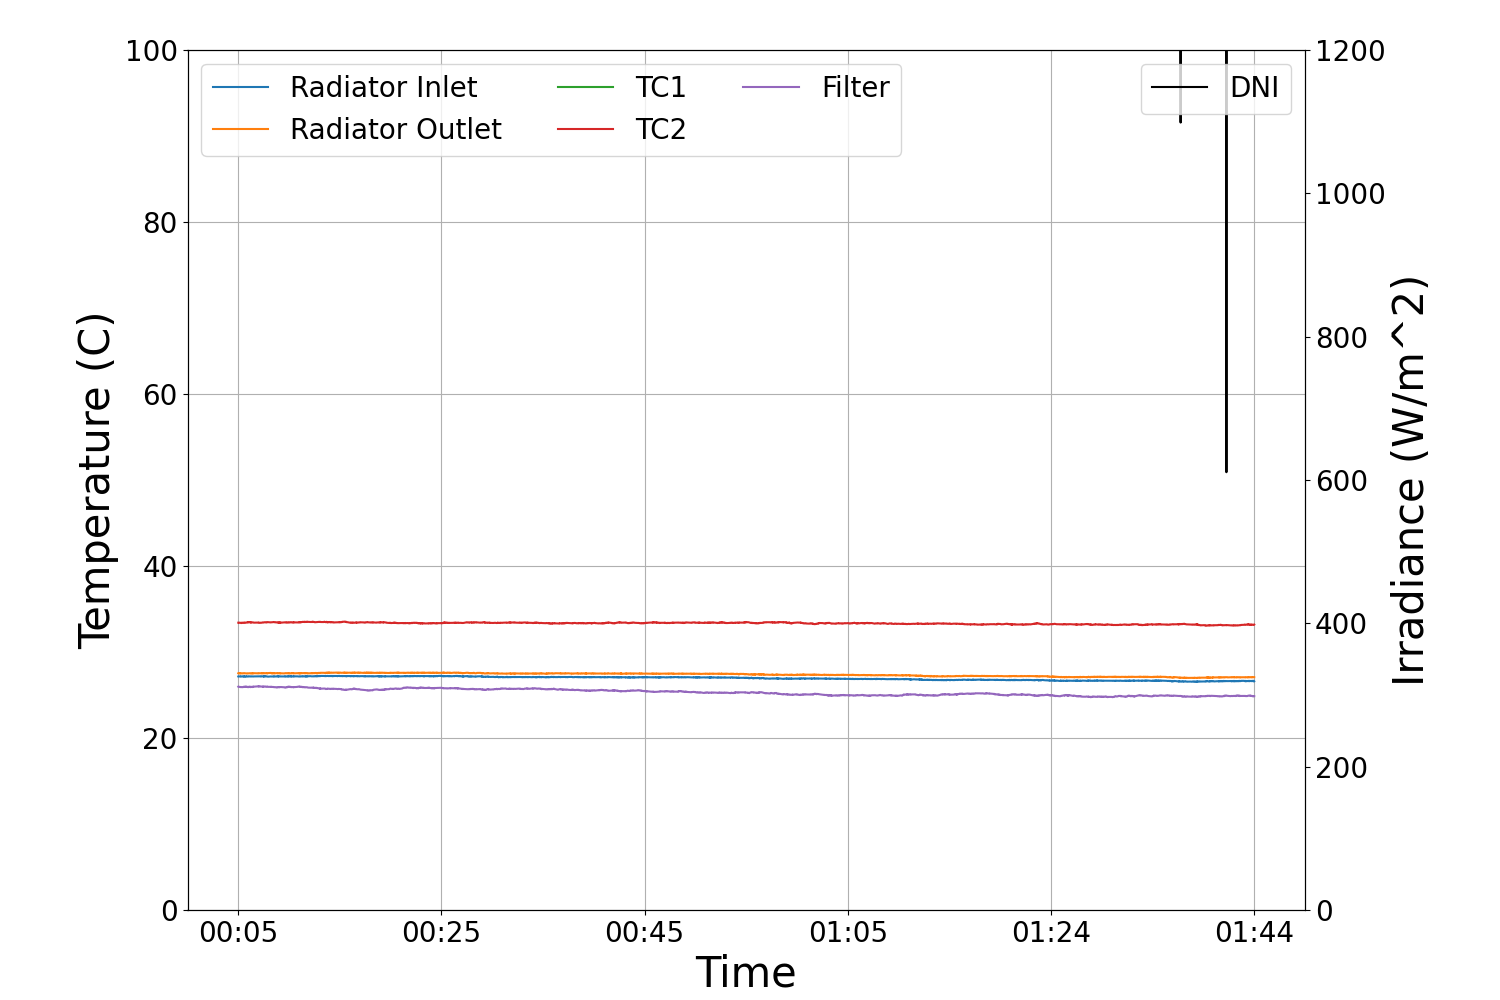 100
80
60
40
20
0
Temperature (C)
Radiator Inlet
Radiator Outlet
TC1
TC2
Filter
DNI
1200
1000
800
600
400
200
0
Irradiance (W/m^2)
00:05 00:25 00:45 01:05 01:24 01:44
Time